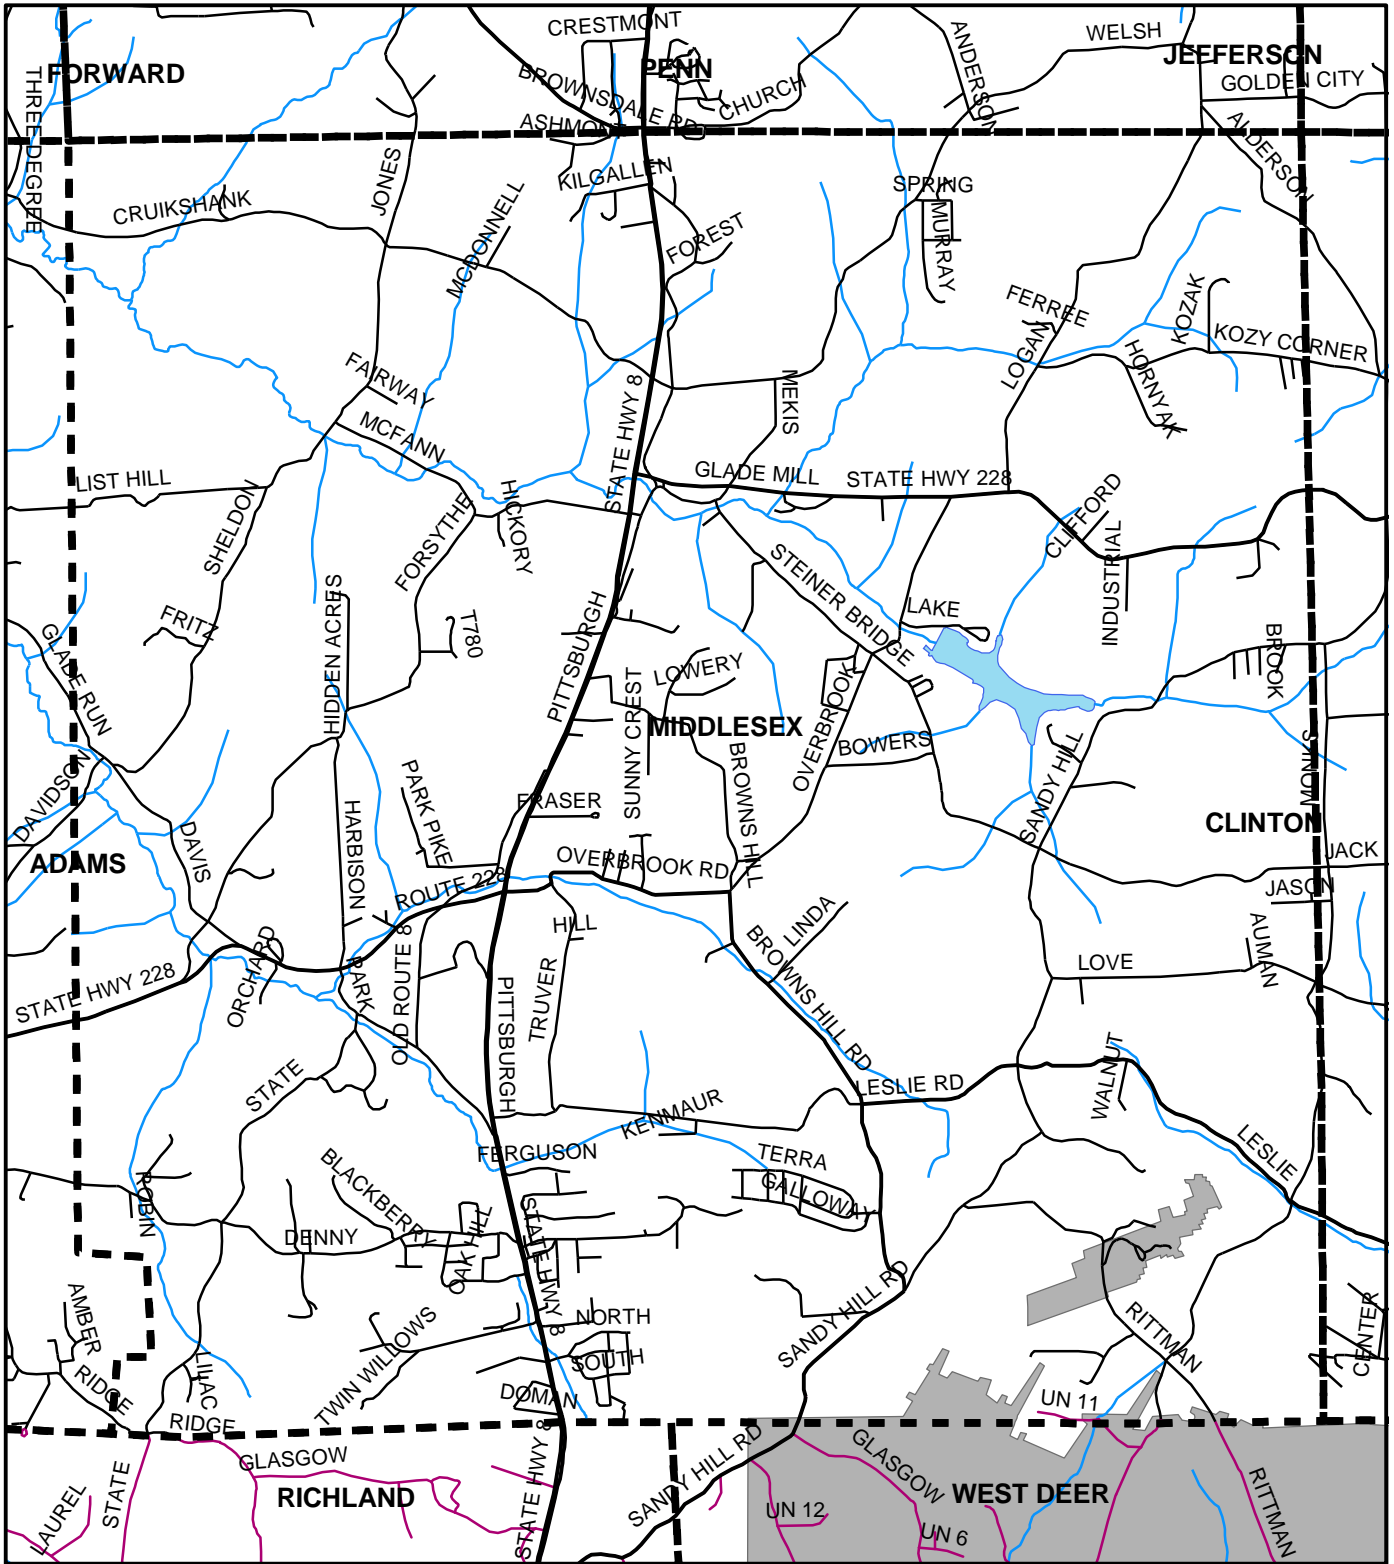 CRESTMONT
ANDERSON
WELSH
THREE DEGREE
FORWARD
PENN
JEFFERSON
BROWNSDALE RD
CHURCH
GOLDEN CITY
ASHMONT
ALDERSON
JONES
KILGALLEN
SPRING
CRUIKSHANK
MCDONNELL
FOREST
MURRAY
FERREE
KOZAK
LOGAN
KOZY CORNER
HORNYAK
FAIRWAY
STATE HWY 8
MEKIS
MCFANN
LIST HILL
GLADE MILL
STATE HWY 228
SHELDON
FORSYTHE
HICKORY
CLIFFORD
STEINER BRIDGE
INDUSTRIAL
HIDDEN ACRES
FRITZ
T780
PITTSBURGH
LAKE
GLADE RUN
LOWERY
BROOK
SUNNY CREST
MIDDLESEX
OVERBROOK
BOWERS
DAVIDSON
PARK PIKE
BROWNS HILL
SANDY HILL
MONKS
FRASER
HARBISON
CLINTON
DAVIS
ADAMS
OVERBROOK RD
JACK
ROUTE 228
JASON
LINDA
HILL
AUMAN
ORCHARD
OLD ROUTE 8
BROWNS HILL RD
PARK
LOVE
STATE HWY 228
TRUVER
PITTSBURGH
STATE
LESLIE RD
WALNUT
KENMAUR
FERGUSON
TERRA
LESLIE
BLACKBERRY
ROBIN
GALLOWAY
DENNY
OAK HILL
STATE HWY 8
SANDY HILL RD
AMBER
NORTH
RITTMAN
CENTER
TWIN WILLOWS
SOUTH
LILAC
RIDGE
DOMAN
UN 11
RIDGE
GLASGOW
STATE HWY 8
SANDY HILL RD
GLASGOW
RICHLAND
WEST DEER
STATE
LAUREL
UN 12
UN 6
RITTMAN